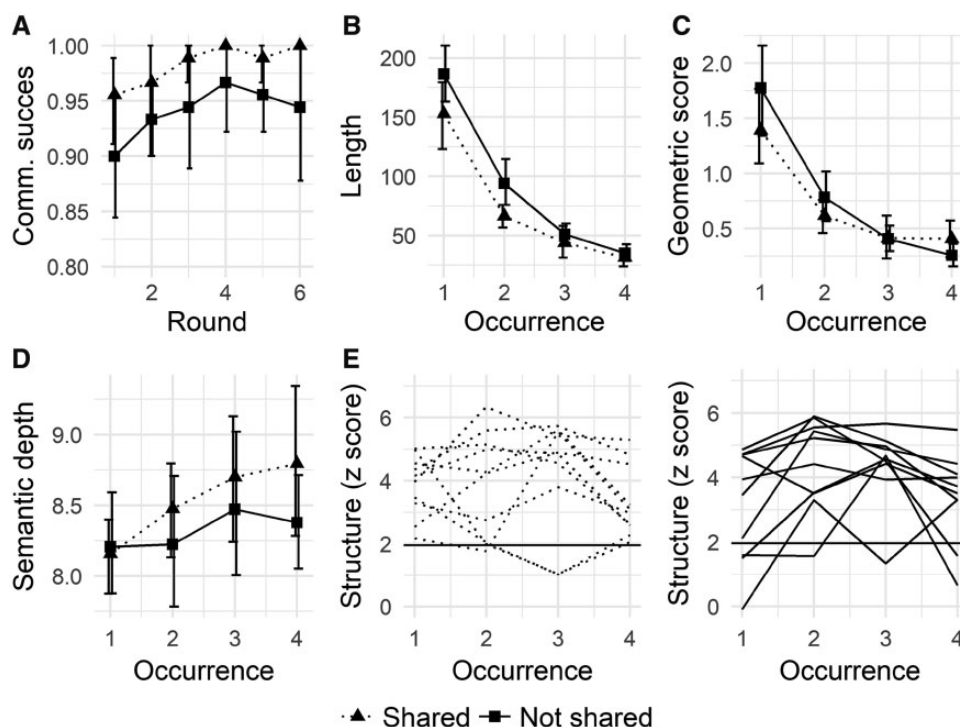 A
Comm. succes
1.00
0.95
0.90
0.85
0.80
2 4 6
Round
B
Length
200
150
100
50
1 2 3 4
Occurrence
C
Geometric score
2.0
1.5
1.0
0.5
1 2 3 4
Occurrence
D
Semantic depth
9.0
8.5
8.0
1 2 3 4
Occurrence
E
Structure (z score)
6
4
2
0
1 2 3 4
Occurrence
Structure (z score)
6
4
2
0
1 2 3 4
Occurrence
Shared Not shared